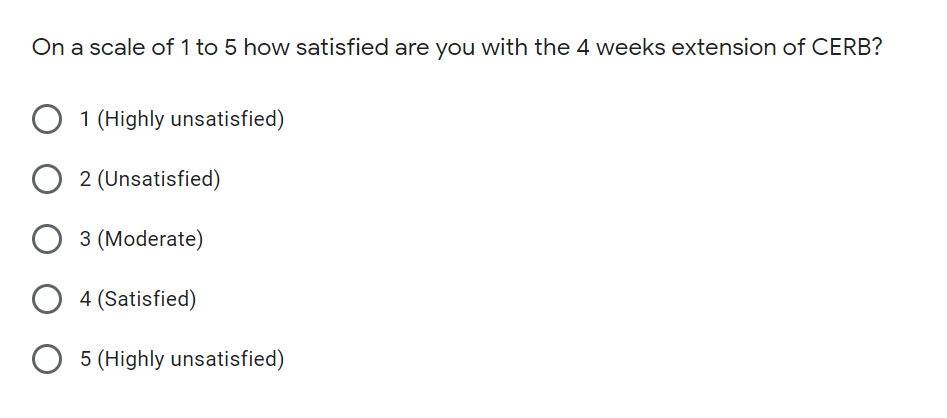 On a scale of 1 to 5 how satisfied are you with the 4 weeks extension of CERB?
1 (Highly unsatisfied)
2 (Unsatisfied)
3 (Moderate)
4 (Satisfied)
5 (Highly unsatisfied)